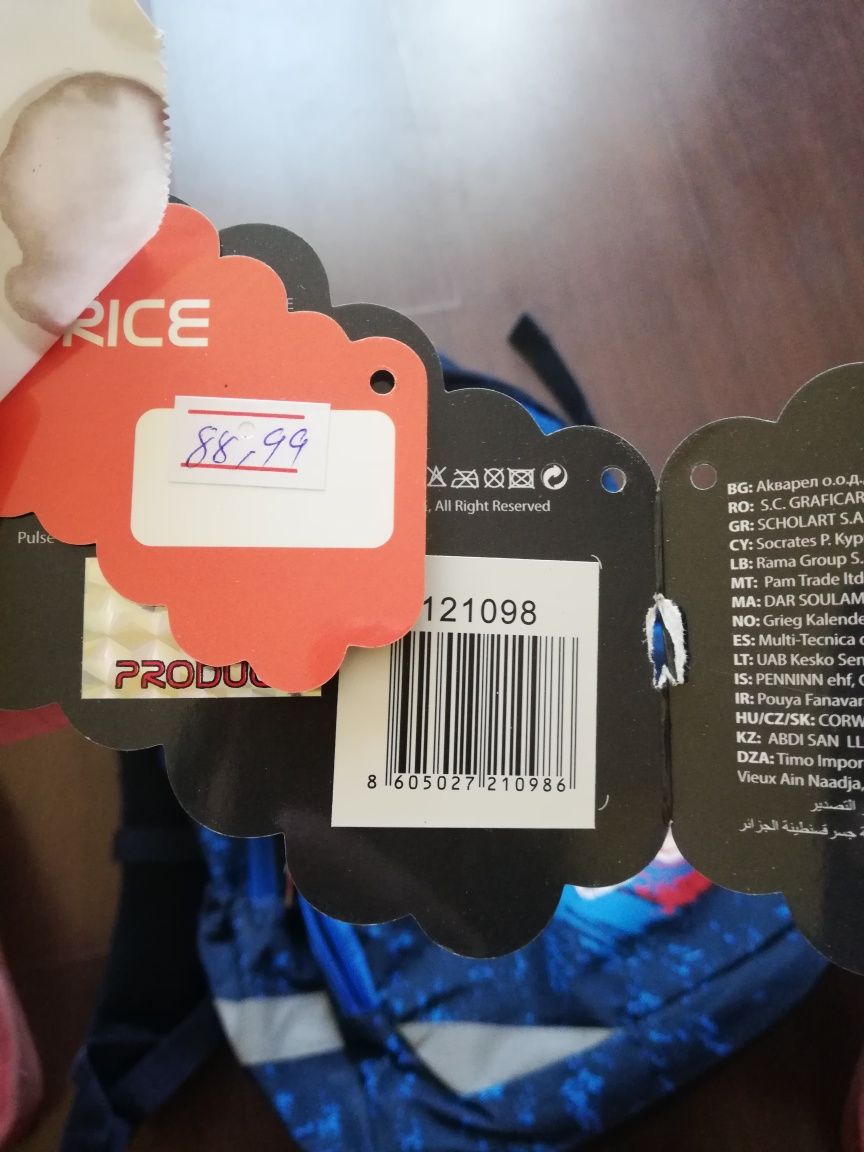 RICE
88,99
E
, All Right Reserved
Pulse
PRODUC
121098
8 605027 210986
BG: Акварел о.о.д.
RO: S.C. GRAFICAR
GR: SCHOLART S.A
CY: Socrates P. Kyp
LB: Rama Group S.
MT: Pam Trade ltd
MA: DAR SOULAM
NO: Grieg Kalende
ES: Multi-Tecnica
LT: UAB Kesko Sen
IS: PENNINN ehf,
IR: Pouya Fanavar
HU/CZ/SK: CORW
KZ: ABDI SAN LL
DZA: Timo Impor
Vieux Ain Naadja,
التصدير
جسر قسنطينة الجزائر